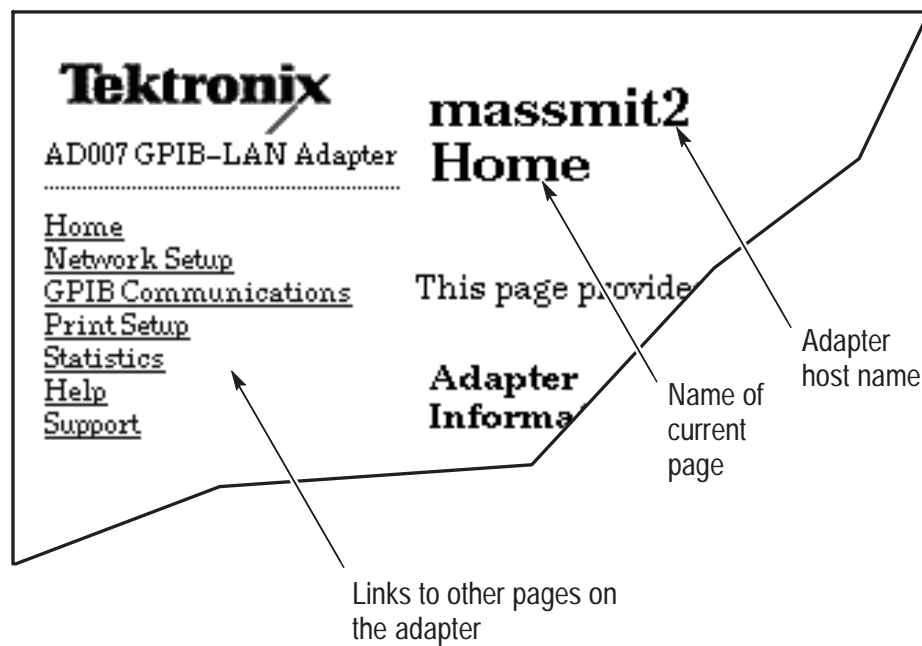 Tektronix
AD007 GPIB–LAN Adapter
Home
Network Setup
GPIB Communications
Print Setup
Statistics
Help
Support
massmit2
Home
This page provide
Adapter
Informa
Adapter
host name
Name of
current
page
Links to other pages on
the adapter